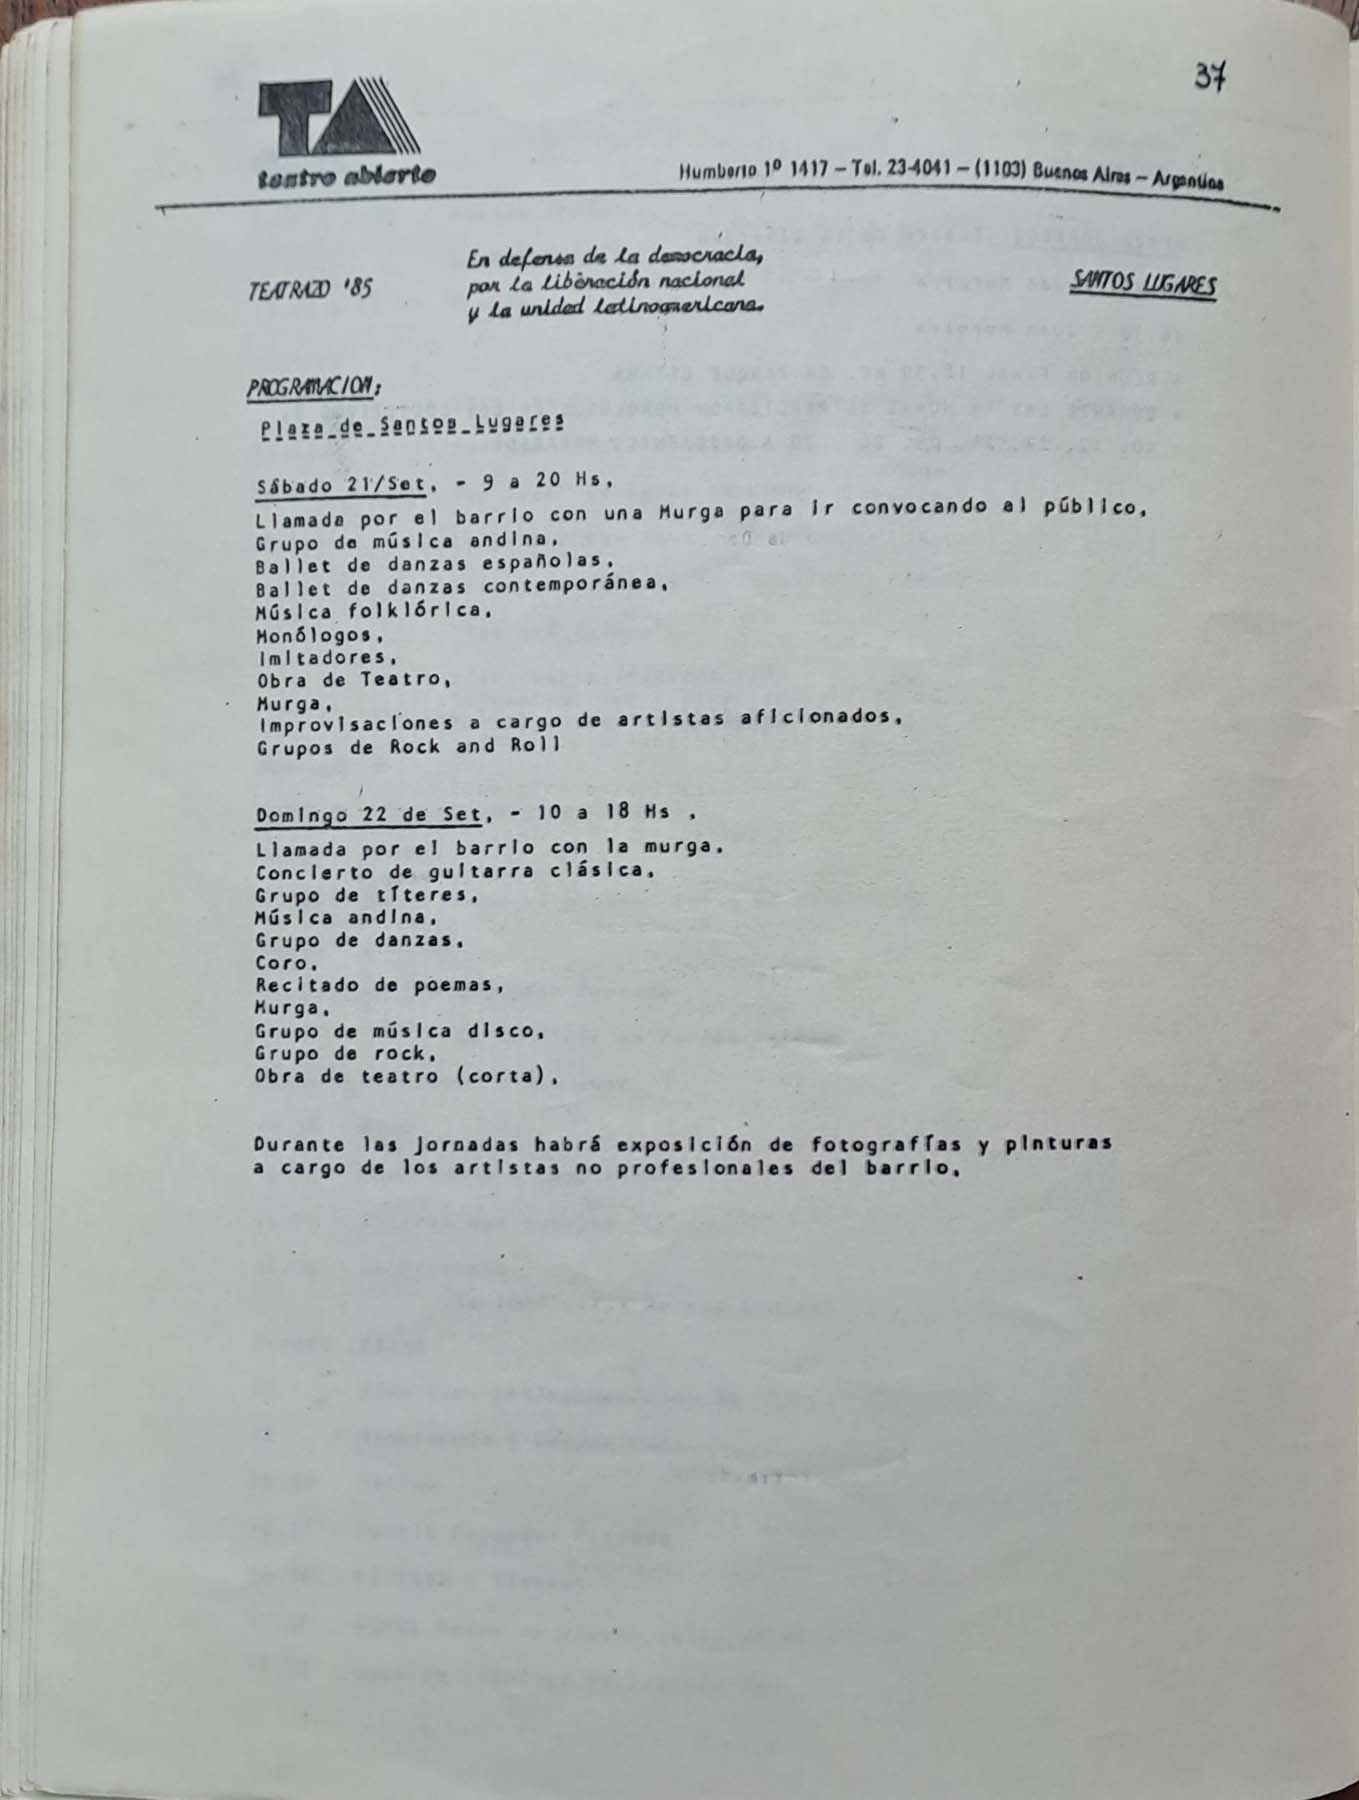 37
TA
teatro abierto
Humberto 1º 1417 – Tel. 23-4041 – (1103) Buenos Aires – Argentina
TEATRAZO '85
En defensa de la democracia,
por la liberación nacional
y la unidad latinoamericana.
SANTOS LUGARES
PROGRAMACION:
Plaza de Santos Lugares
Sábado 21/Set. - 9 a 20 Hs.
Llamada por el barrio con una Murga para ir convocando al público.
Grupo de música andina.
Ballet de danzas españolas.
Ballet de danzas contemporánea.
Música folklórica.
Monólogos.
Imitadores.
Obra de Teatro.
Murga.
Improvisaciones a cargo de artistas aficionados.
Grupos de Rock and Roll
Domingo 22 de Set. - 10 a 18 Hs .
Llamada por el barrio con la murga.
Concierto de guitarra clásica.
Grupo de títeres.
Música andina.
Grupo de danzas.
Coro.
Recitado de poemas.
Murga.
Grupo de música disco.
Grupo de rock.
Obra de teatro (corta).
Durante las jornadas habrá exposición de fotografías y pinturas
a cargo de los artistas no profesionales del barrio.